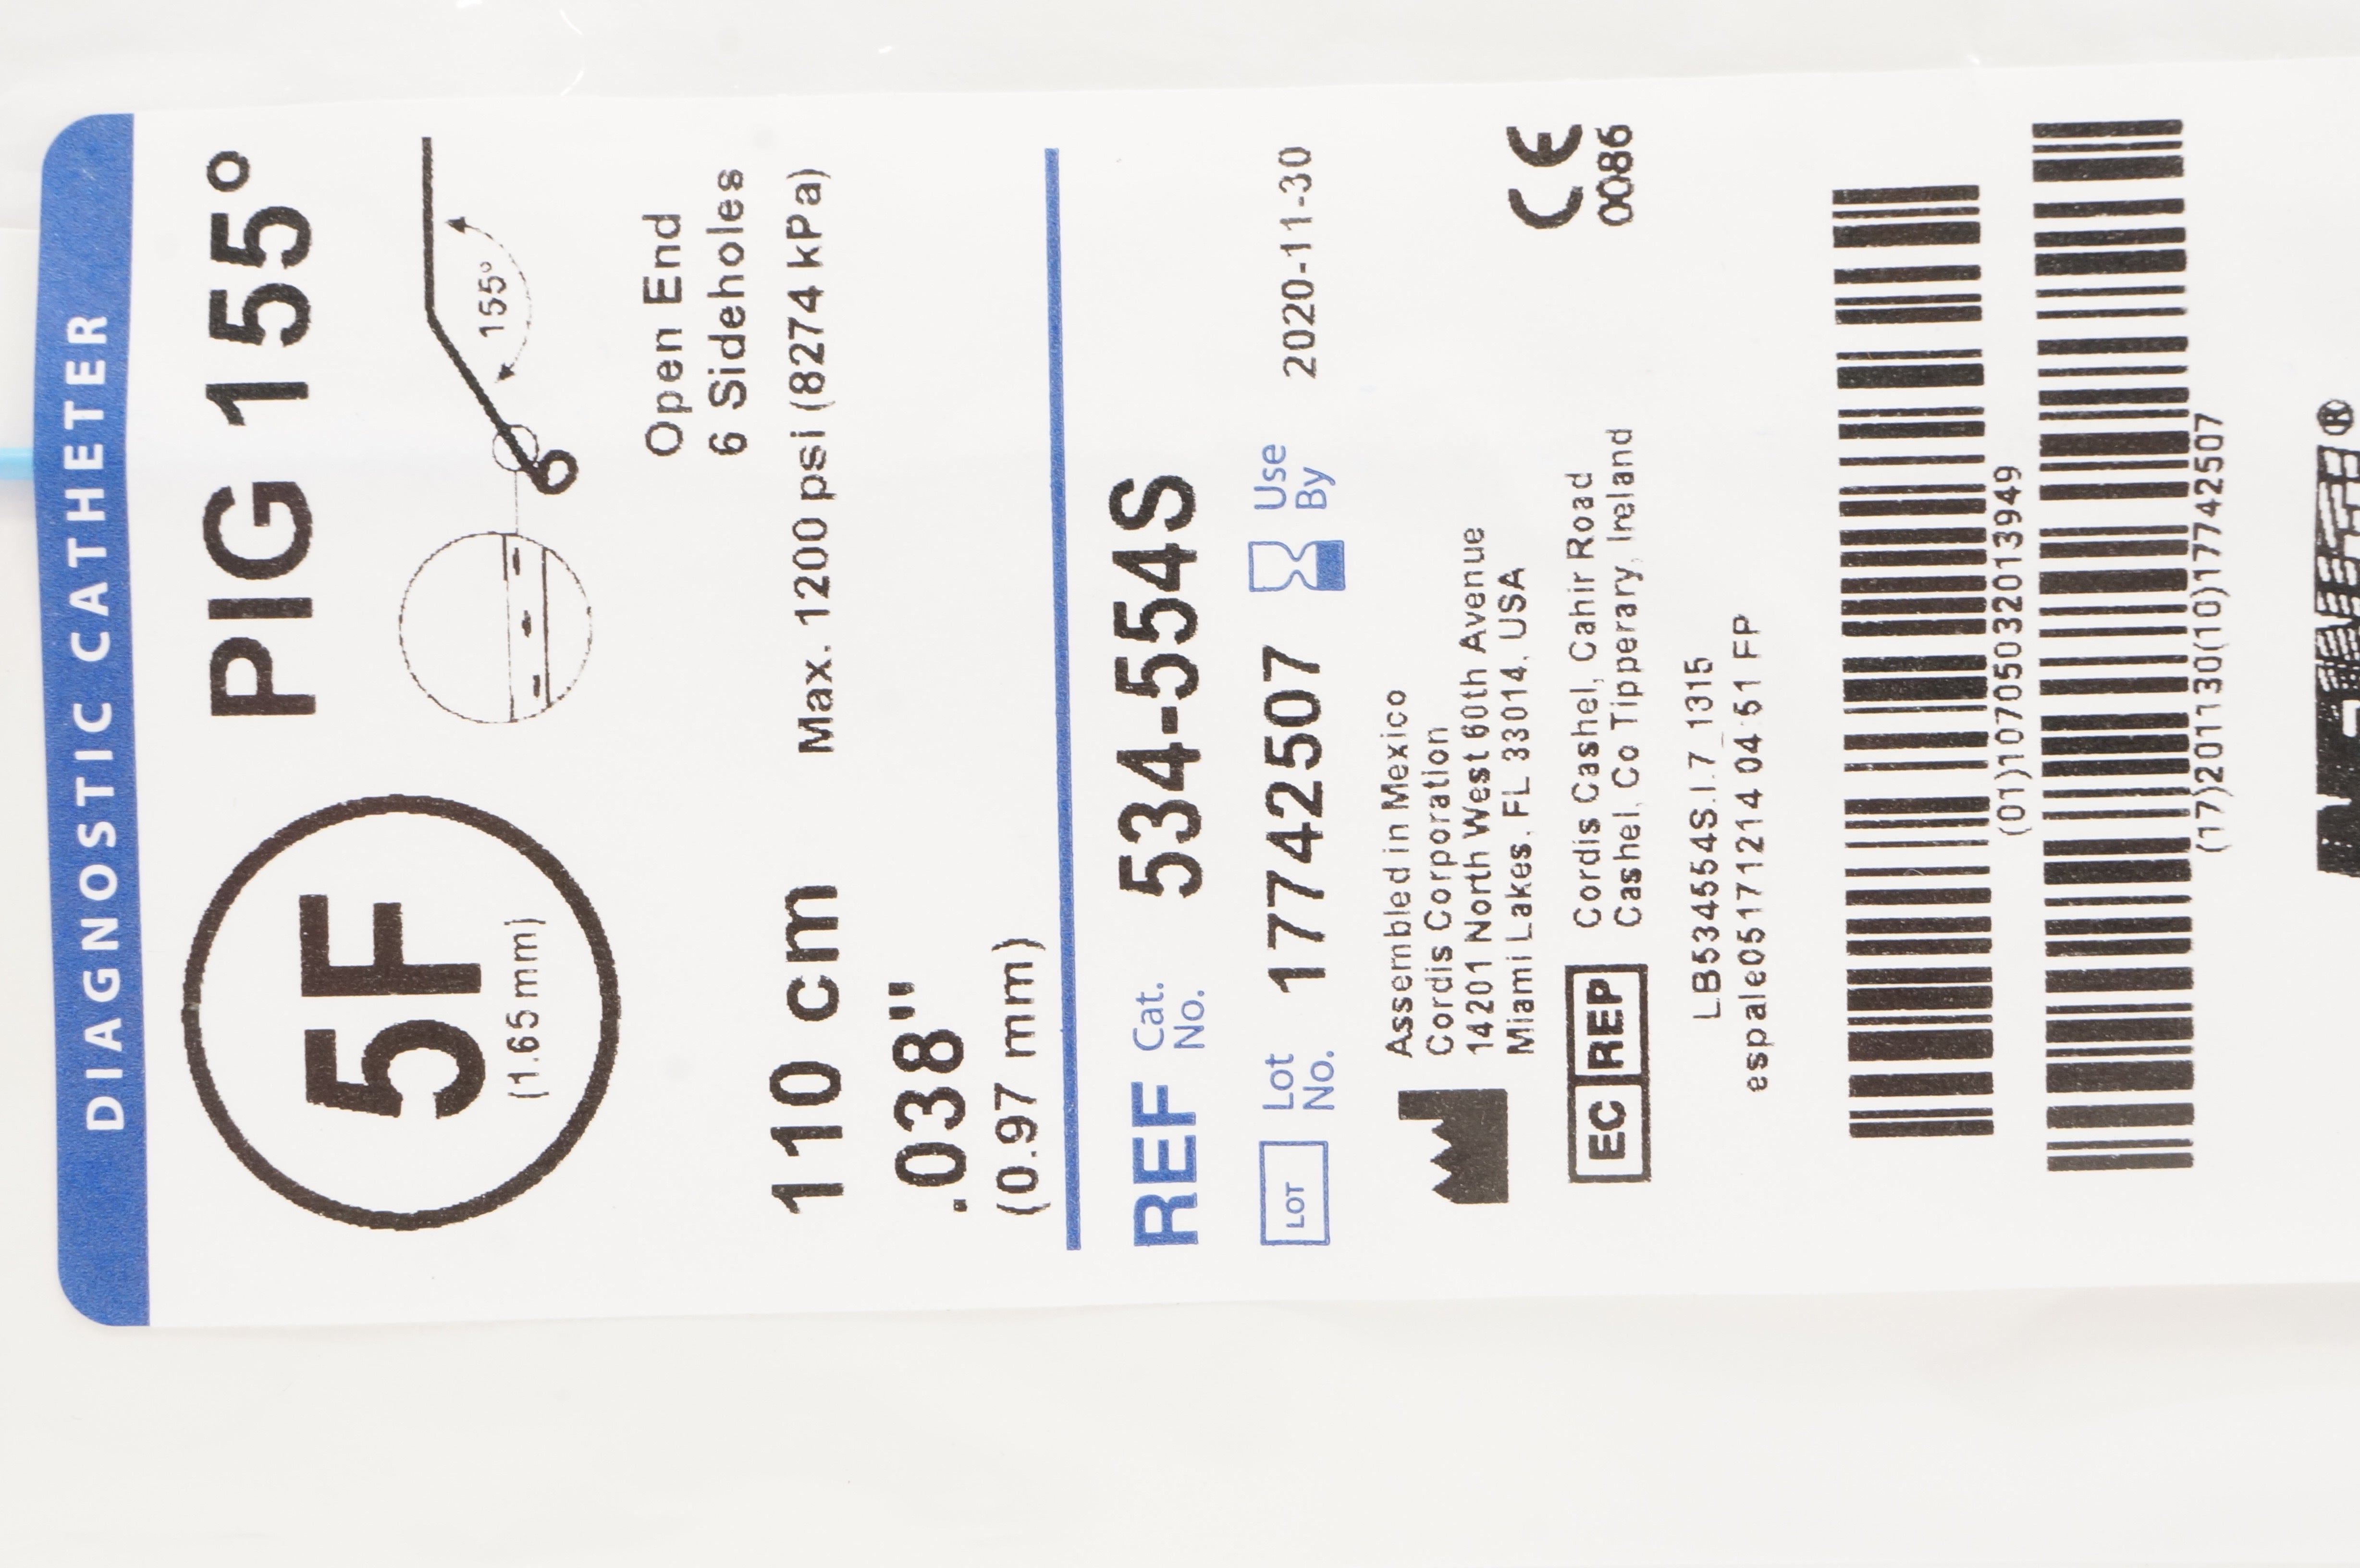 DIAGNOSTIC CATHETER
5F
(1.65 mm)
PIG 155°
155°
Open End
6 Sideholes
110 cm
Max. 1200 psi (8274 kPa)
.038"
(0.97 mm)
REF Cat. No. 534-554S
LOT Lot No. 17742507 Use By 2020-11-30
Assembled in Mexico
Cordis Corporation
14201 North West 60th Avenue
Miami Lakes, FL 33014, USA
EC REP Cordis Cashel, Cahir Road
Cashel, Co Tipperary, Ireland
CE
0086
LB534554S.I.7_1315
espale05171214 04:51 FP
(01)10705032013949
(17)201130(10)17742507
®